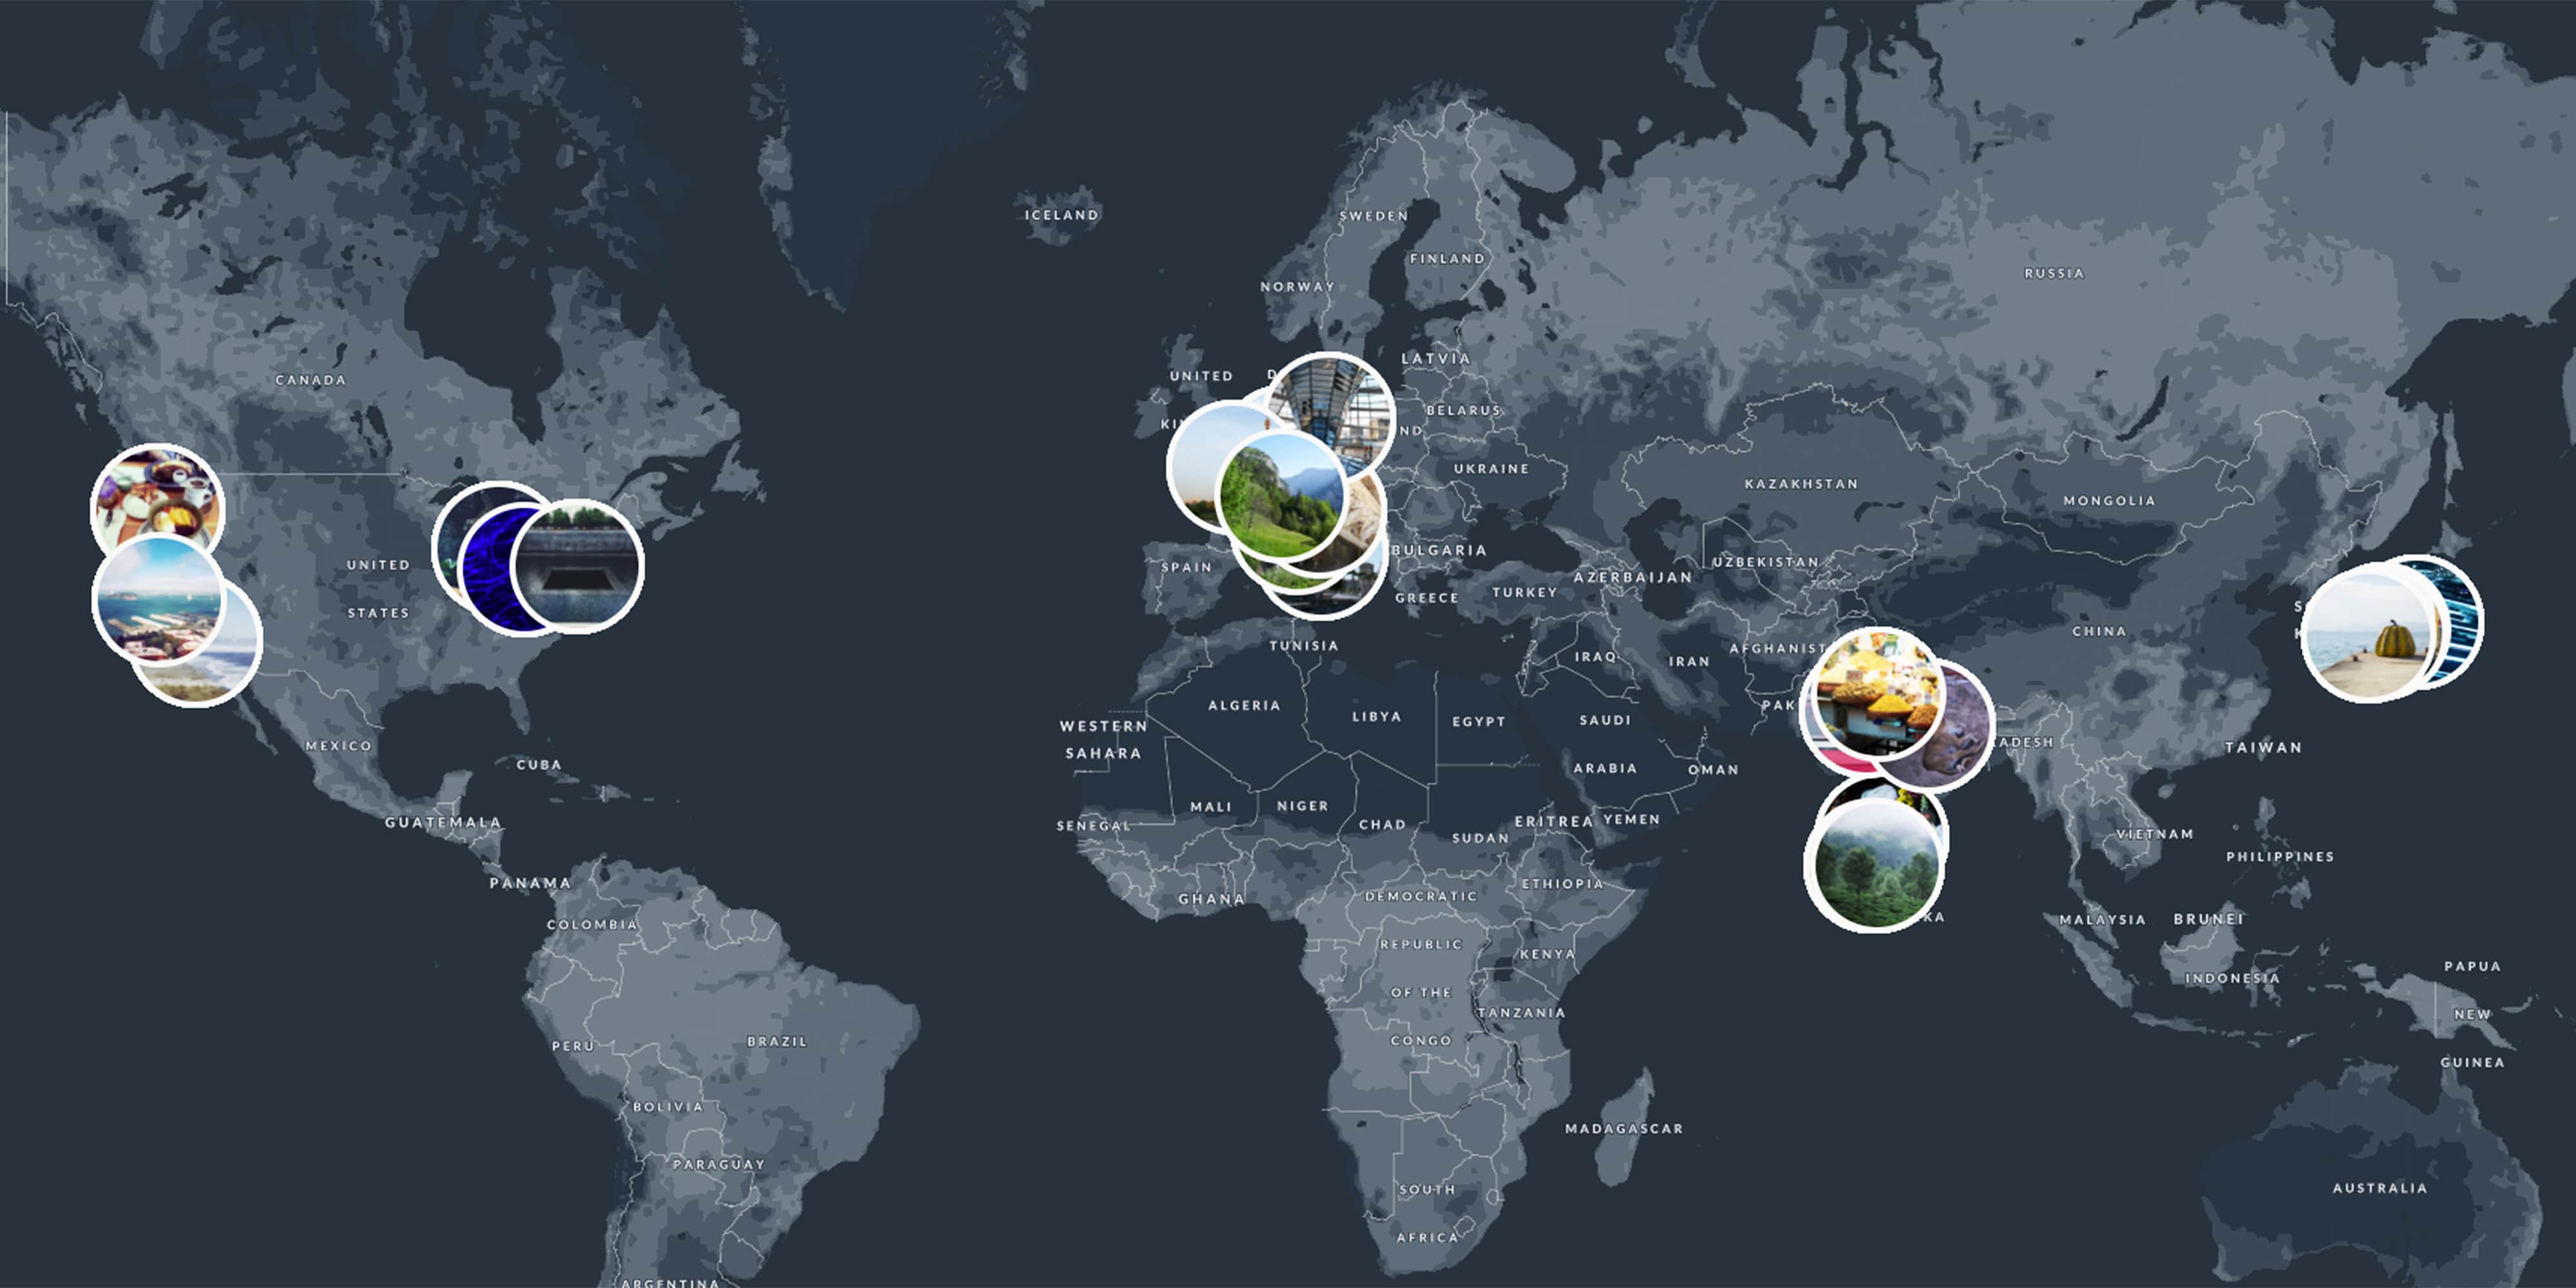 ICELAND
SWEDEN
FINLAND
RUSSIA
NORWAY
LATVIA
UNITED
CANADA
BELARUS
UKRAINE
KAZAKHSTAN
MONGOLIA
BULGARIA
UNITED
SPAIN
UZBEKISTAN
AZERBAIJAN
GREECE
TURKEY
STATES
CHINA
TUNISIA
AFGHANIST
IRAQ
IRAN
ALGERIA
PAK
LIBYA
EGYPT
SAUDI
WESTERN
MEXICO
ADESH
TAIWAN
SAHARA
CUBA
ARABIA
OMAN
MALI
NIGER
GUATEMALA
SENEGAL
CHAD
ERITREA
YEMEN
SUDAN
VIETNAM
PHILIPPINES
PANAMA
ETHIOPIA
DEMOCRATIC
GHANA
COLOMBIA
KA
MALAYSIA
BRUNEI
REPUBLIC
KENYA
PAPUA
INDONESIA
OF THE
TANZANIA
NEW
BRAZIL
CONGO
PERU
GUINEA
BOLIVIA
MADAGASCAR
PARAGUAY
SOUTH
AUSTRALIA
AFRICA
ARGENTINA